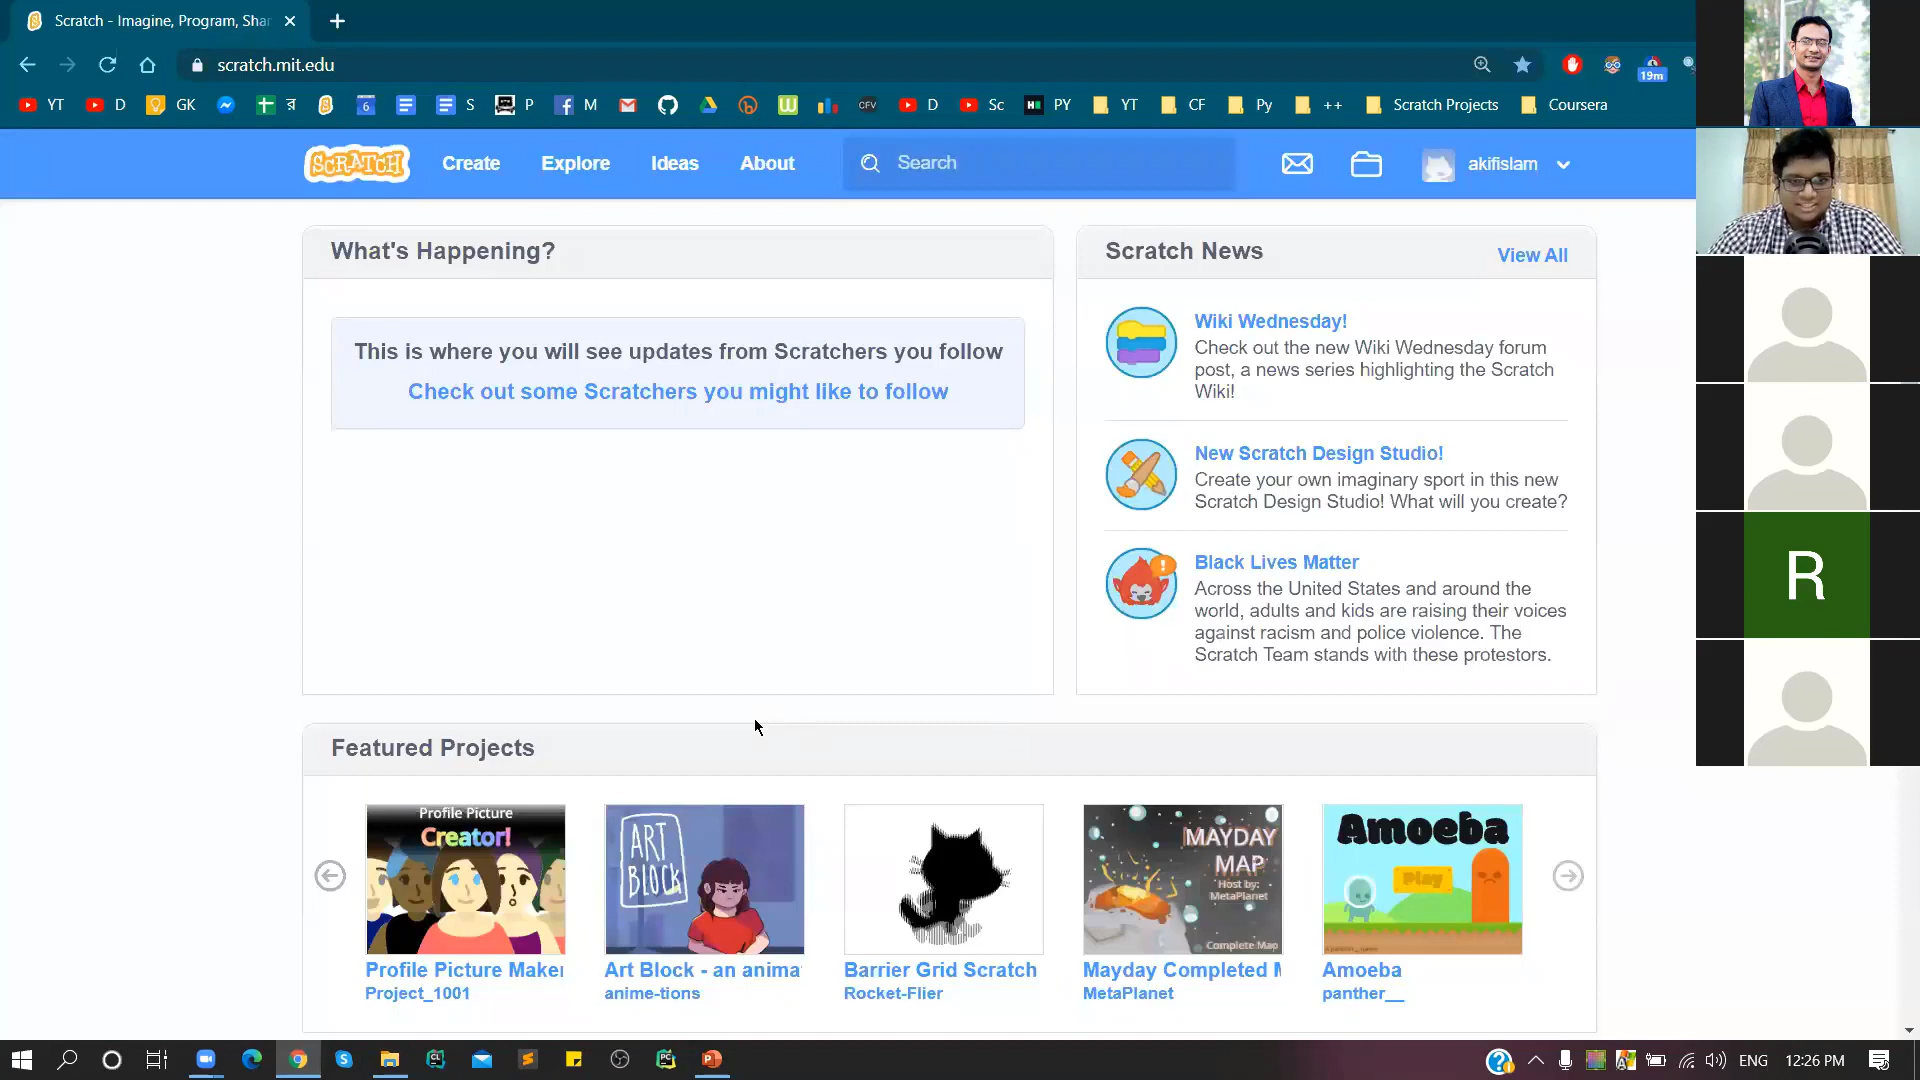 Scratch - Imagine, Program, Shar
scratch.mit.edu
19m
YT
D
GK
র
6
S
P
M
CFV
D
Sc
PY
YT
CF
Py
++
Scratch Projects
Coursera
SCRATCH
Create
Explore
Ideas
About
Search
akifislam
What's Happening?
This is where you will see updates from Scratchers you follow
Check out some Scratchers you might like to follow
Scratch News
View All
Wiki Wednesday!
Check out the new Wiki Wednesday forum
post, a news series highlighting the Scratch
Wiki!
New Scratch Design Studio!
Create your own imaginary sport in this new
Scratch Design Studio! What will you create?
Black Lives Matter
Across the United States and around the
world, adults and kids are raising their voices
against racism and police violence. The
Scratch Team stands with these protestors.
R
Featured Projects
Profile Picture
Creator!
Profile Picture Maker
Project_1001
ART
BLOCK
Art Block - an anima
anime-tions
Barrier Grid Scratch
Rocket-Flier
MAYDAY
MAP
Host by:
MetaPlanet
Complete Map
Mayday Completed M
MetaPlanet
Amoeba
Play
Amoeba
panther__
ENG
12:26 PM